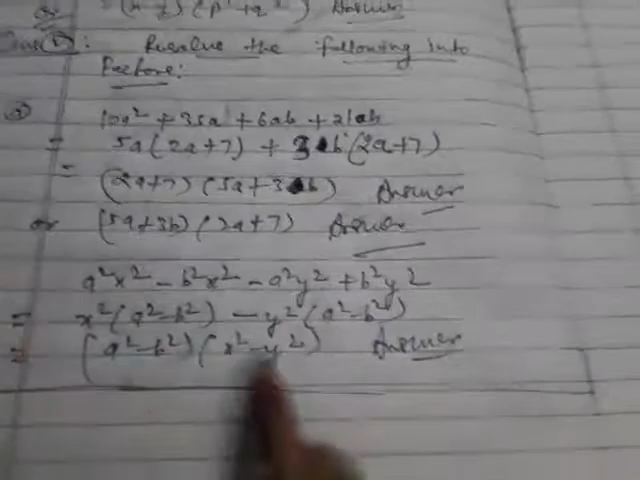 Answer
Resolve the following into
Factors:
10a² + 35a + 6ab + 21ab
= 5a(2a+7) + 3b(2a+7)
= (2a+7)(5a+3b) Answer
or (5a+3b)(2a+7) Answer
a²x² - b²x² - a²y² + b²y²
= x²(a²-b²) - y²(a²-b²)
= (a²-b²)(x²-y²) Answer